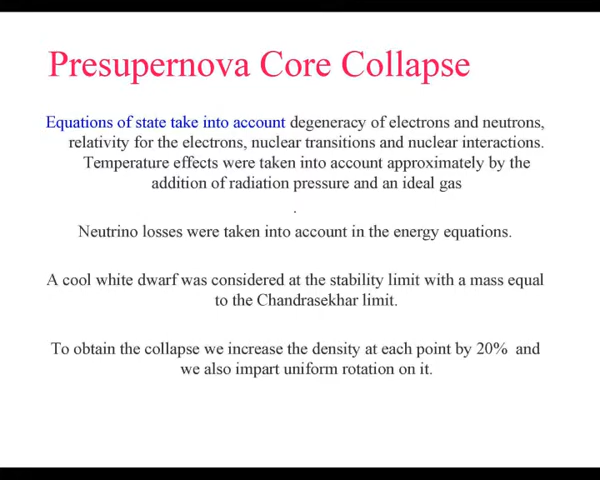 Presupernova Core Collapse
Equations of state take into account degeneracy of electrons and neutrons,
relativity for the electrons, nuclear transitions and nuclear interactions.
Temperature effects were taken into account approximately by the
addition of radiation pressure and an ideal gas
.
Neutrino losses were taken into account in the energy equations.
A cool white dwarf was considered at the stability limit with a mass equal
to the Chandrasekhar limit.
To obtain the collapse we increase the density at each point by 20% and
we also impart uniform rotation on it.